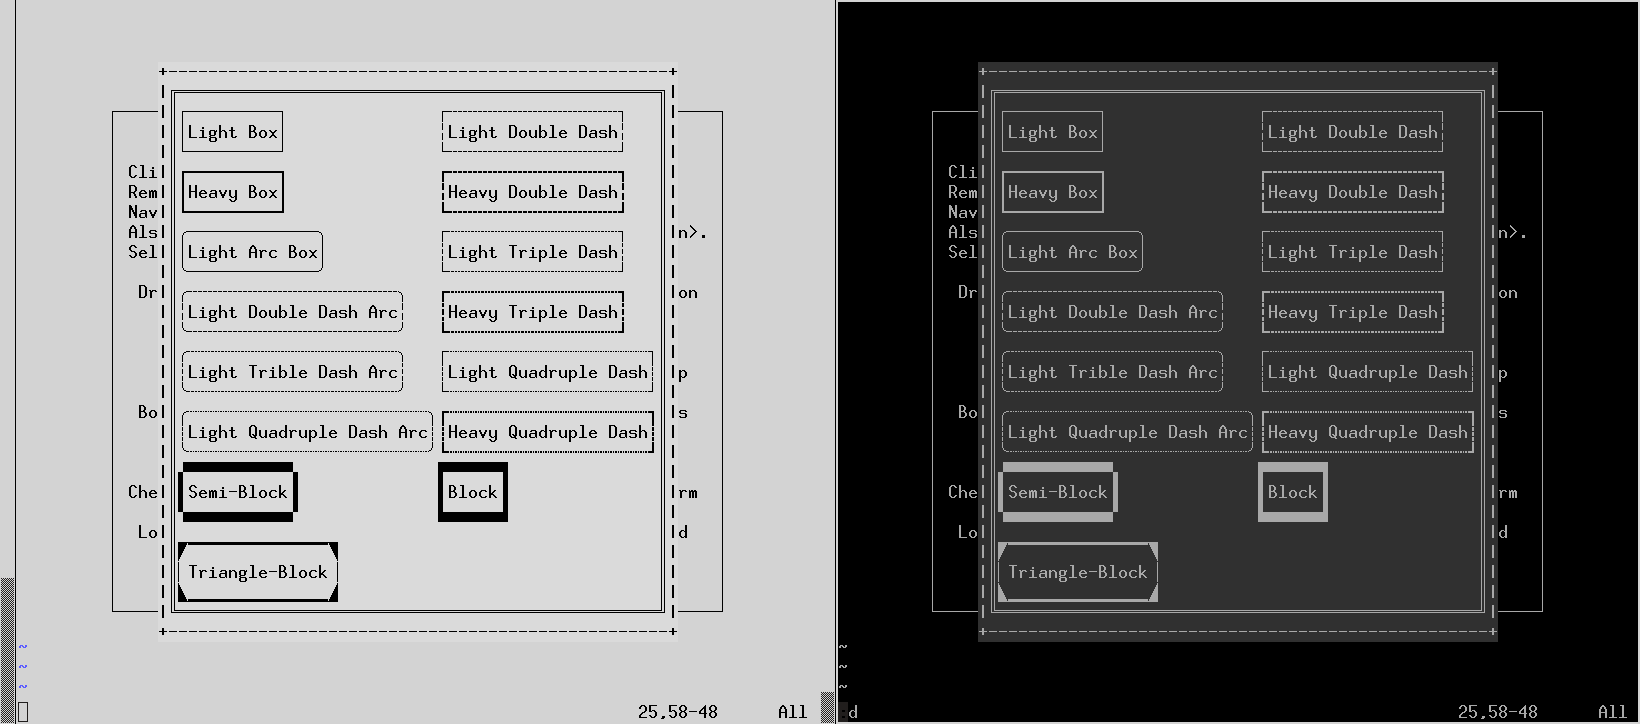 Light Box Light Double Dash
Cli
Rem Heavy Box Heavy Double Dash
Nav
Als n>.
Sel Light Arc Box Light Triple Dash
Dr on
Light Double Dash Arc Heavy Triple Dash
Light Trible Dash Arc Light Quadruple Dash p
Bo s
Light Quadruple Dash Arc Heavy Quadruple Dash
Che Semi-Block Block rm
Lo d
Triangle-Block
~
~
~
25,58-48 All
Light Box Light Double Dash
Cli
Rem Heavy Box Heavy Double Dash
Nav
Als n>.
Sel Light Arc Box Light Triple Dash
Dr on
Light Double Dash Arc Heavy Triple Dash
Light Trible Dash Arc Light Quadruple Dash p
Bo s
Light Quadruple Dash Arc Heavy Quadruple Dash
Che Semi-Block Block rm
Lo d
Triangle-Block
~
~
~
:d 25,58-48 All